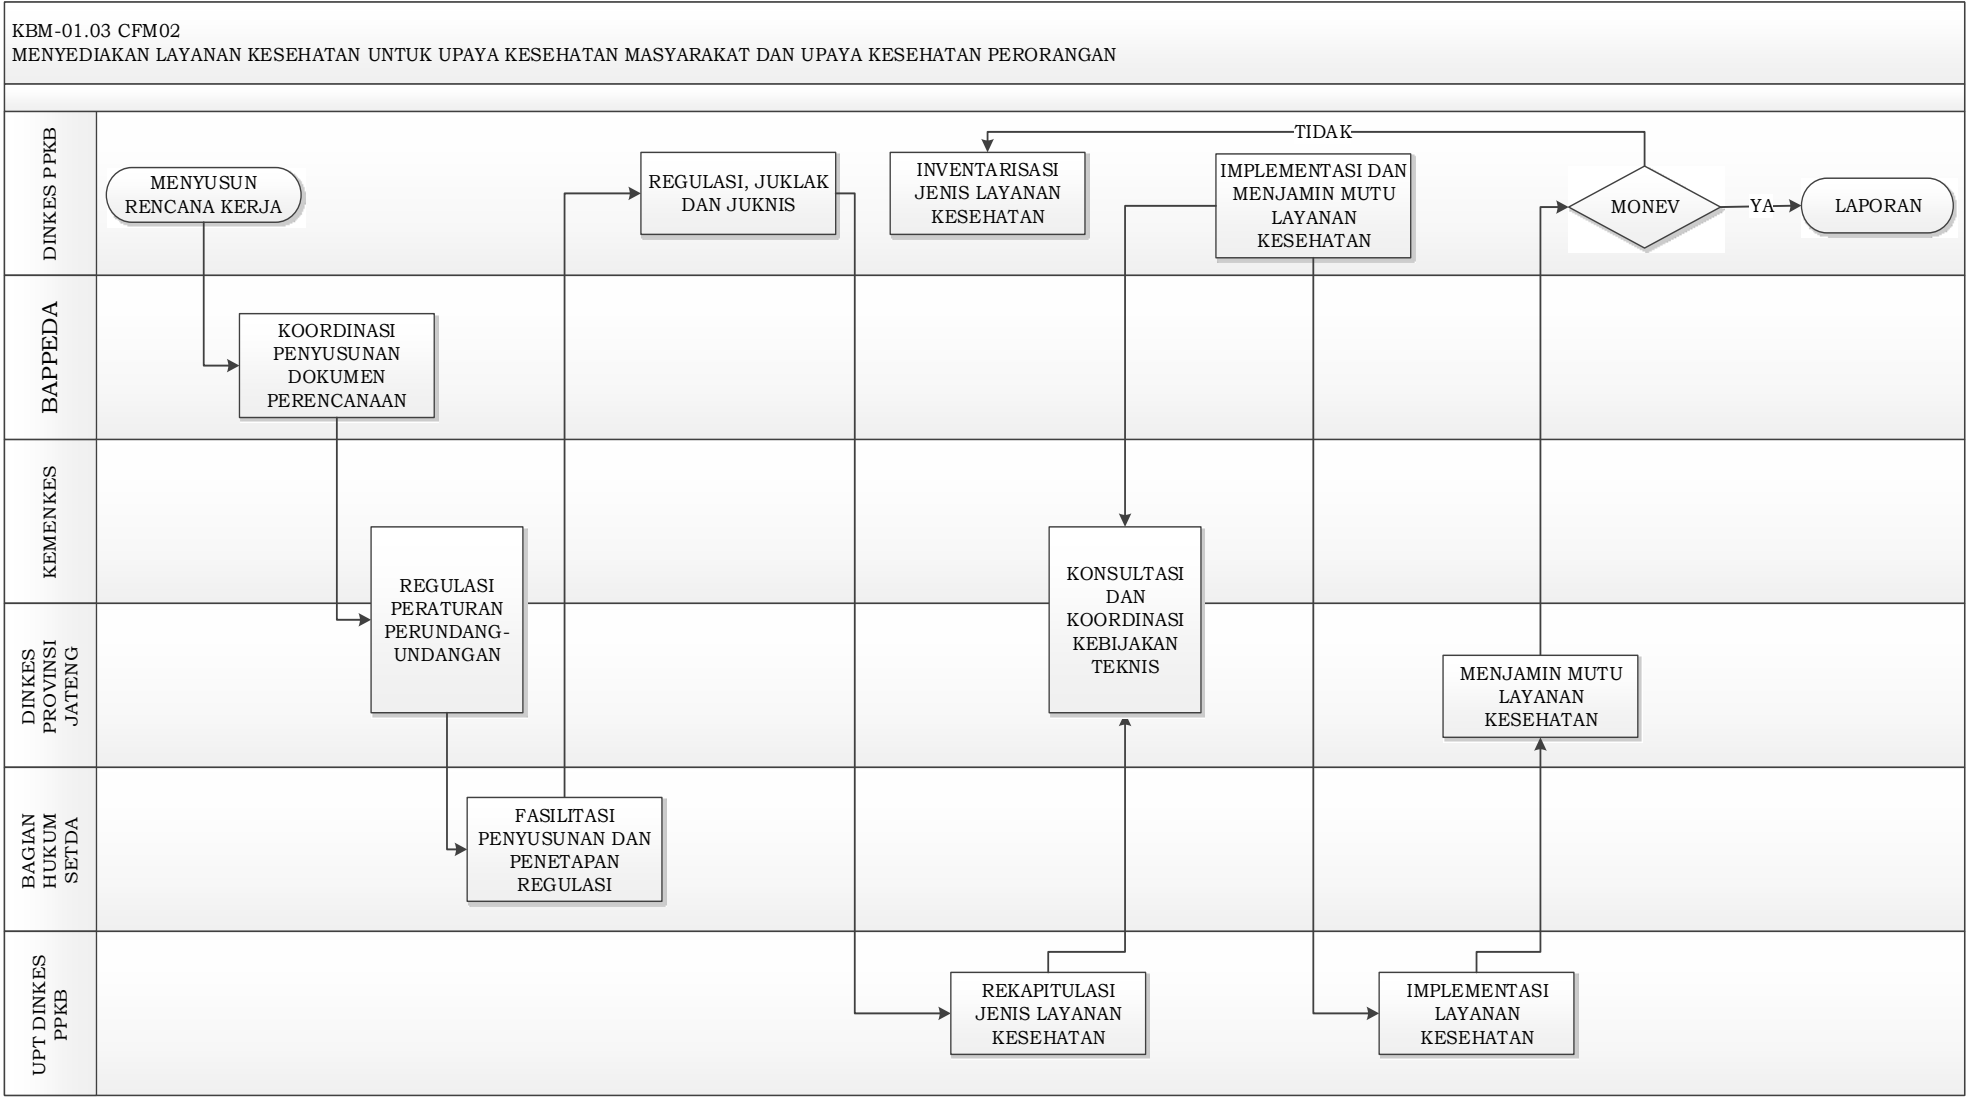 KBM-01.03 CFM02
MENYEDIAKAN LAYANAN KESEHATAN UNTUK UPAYA KESEHATAN MASYARAKAT DAN UPAYA KESEHATAN PERORANGAN
DINKES PPKB
MENYUSUN
RENCANA KERJA
REGULASI, JUKLAK
DAN JUKNIS
INVENTARISASI
JENIS LAYANAN
KESEHATAN
IMPLEMENTASI DAN
MENJAMIN MUTU
LAYANAN
KESEHATAN
TIDAK
MONEV
YA
LAPORAN
BAPPEDA
KOORDINASI
PENYUSUNAN
DOKUMEN
PERENCANAAN
KEMENKES
REGULASI
PERATURAN
PERUNDANG-
UNDANGAN
KONSULTASI
DAN
KOORDINASI
KEBIJAKAN
TEKNIS
DINKES
PROVINSI
JATENG
MENJAMIN MUTU
LAYANAN
KESEHATAN
BAGIAN
HUKUM
SETDA
FASILITASI
PENYUSUNAN DAN
PENETAPAN
REGULASI
UPT DINKES
PPKB
REKAPITULASI
JENIS LAYANAN
KESEHATAN
IMPLEMENTASI
LAYANAN
KESEHATAN